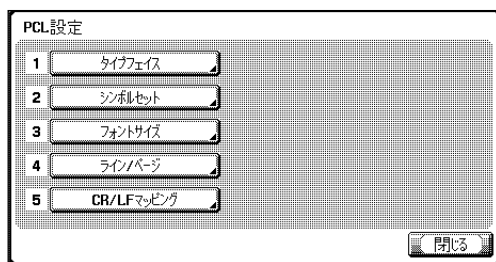 PCL設定
1 タイプフェイス
2 シンボルセット
3 フォントサイズ
4 ライン/ページ
5 CR/LFマッピング
閉じる